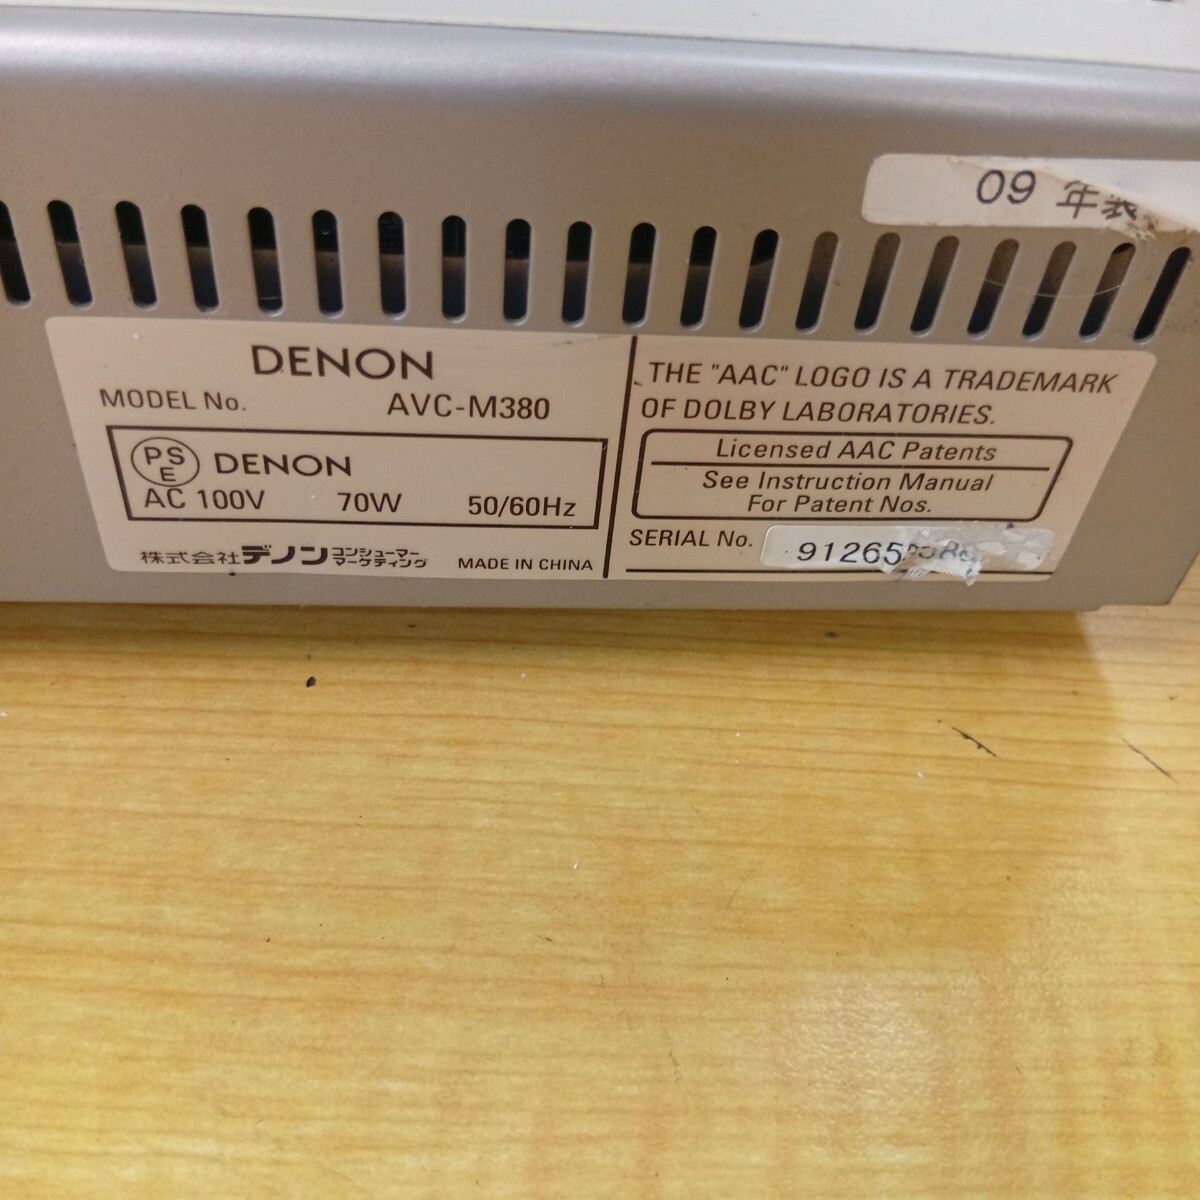 09 年製
DENON
MODEL No. AVC-M380
PSE DENON
AC 100V 70W 50/60Hz
株式会社デノン コンシューマー
マーケティング
MADE IN CHINA
THE "AAC" LOGO IS A TRADEMARK
OF DOLBY LABORATORIES.
Licensed AAC Patents
See Instruction Manual
For Patent Nos.
SERIAL No.